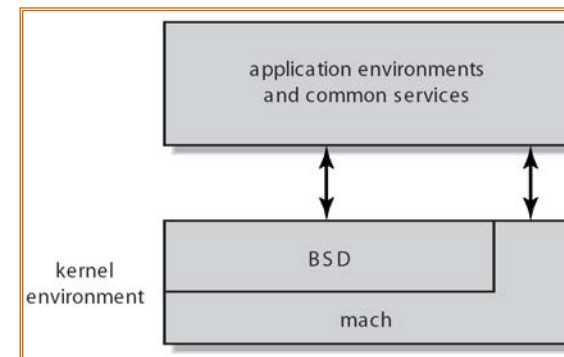 application environments
and common services
BSD
kernel
environment
mach